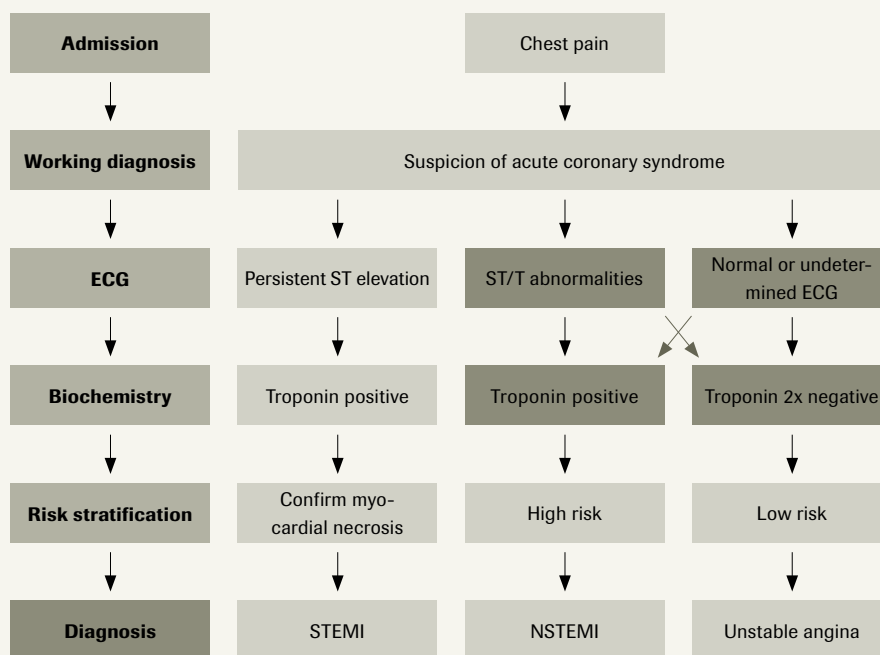 Admission
Chest pain
Working diagnosis
Suspicion of acute coronary syndrome
ECG
Persistent ST elevation
ST/T abnormalities
Normal or undeter-
mined ECG
Biochemistry
Troponin positive
Troponin positive
Troponin 2x negative
Risk stratification
Confirm myo-
cardial necrosis
High risk
Low risk
Diagnosis
STEMI
NSTEMI
Unstable angina